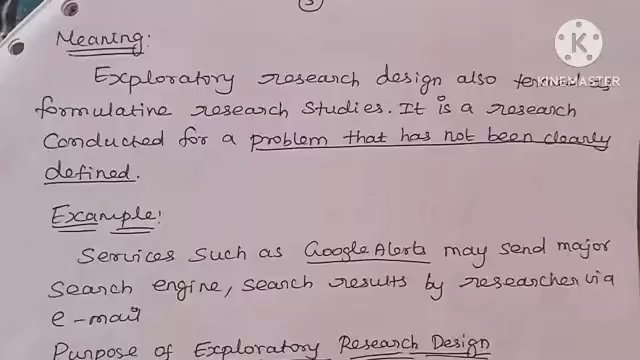 3
Meaning:
Exploratory research design also termed as
formulative research studies. It is a research
Conducted for a problem that has not been clearly
defined.
Example:
Services such as Google Alerts may send major
search engine, search results by researcher via
e-mail
Purpose of Exploratory Research Design
KINEMASTER